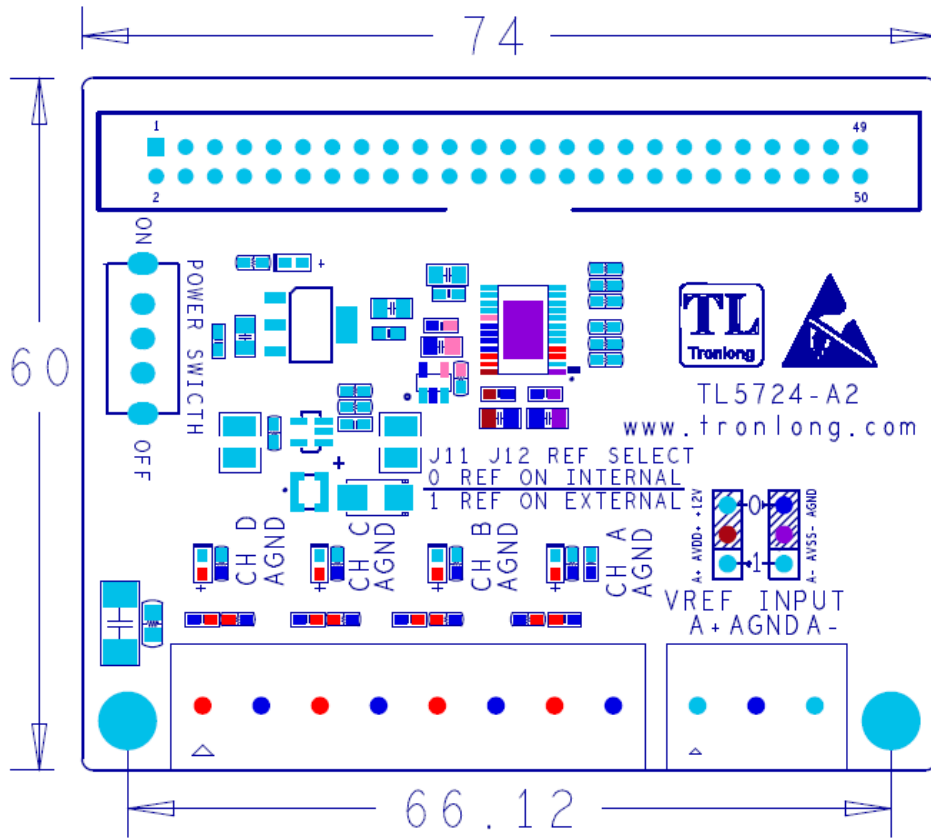 74
60
1
49
2
50
ON
POWER SWICTH
OFF
+
TL
Tronlong
TL5724-A2
www.tronlong.com
+
J11 J12 REF SELECT
0 REF ON INTERNAL
1 REF ON EXTERNAL
CH D
AGND
CH C
AGND
CH B
AGND
CH A
AGND
+
+
+
+
A+ AVDD+ +12V
0
1
A- AVSS- AGND
VREF INPUT
A+AGNDA-
66.12